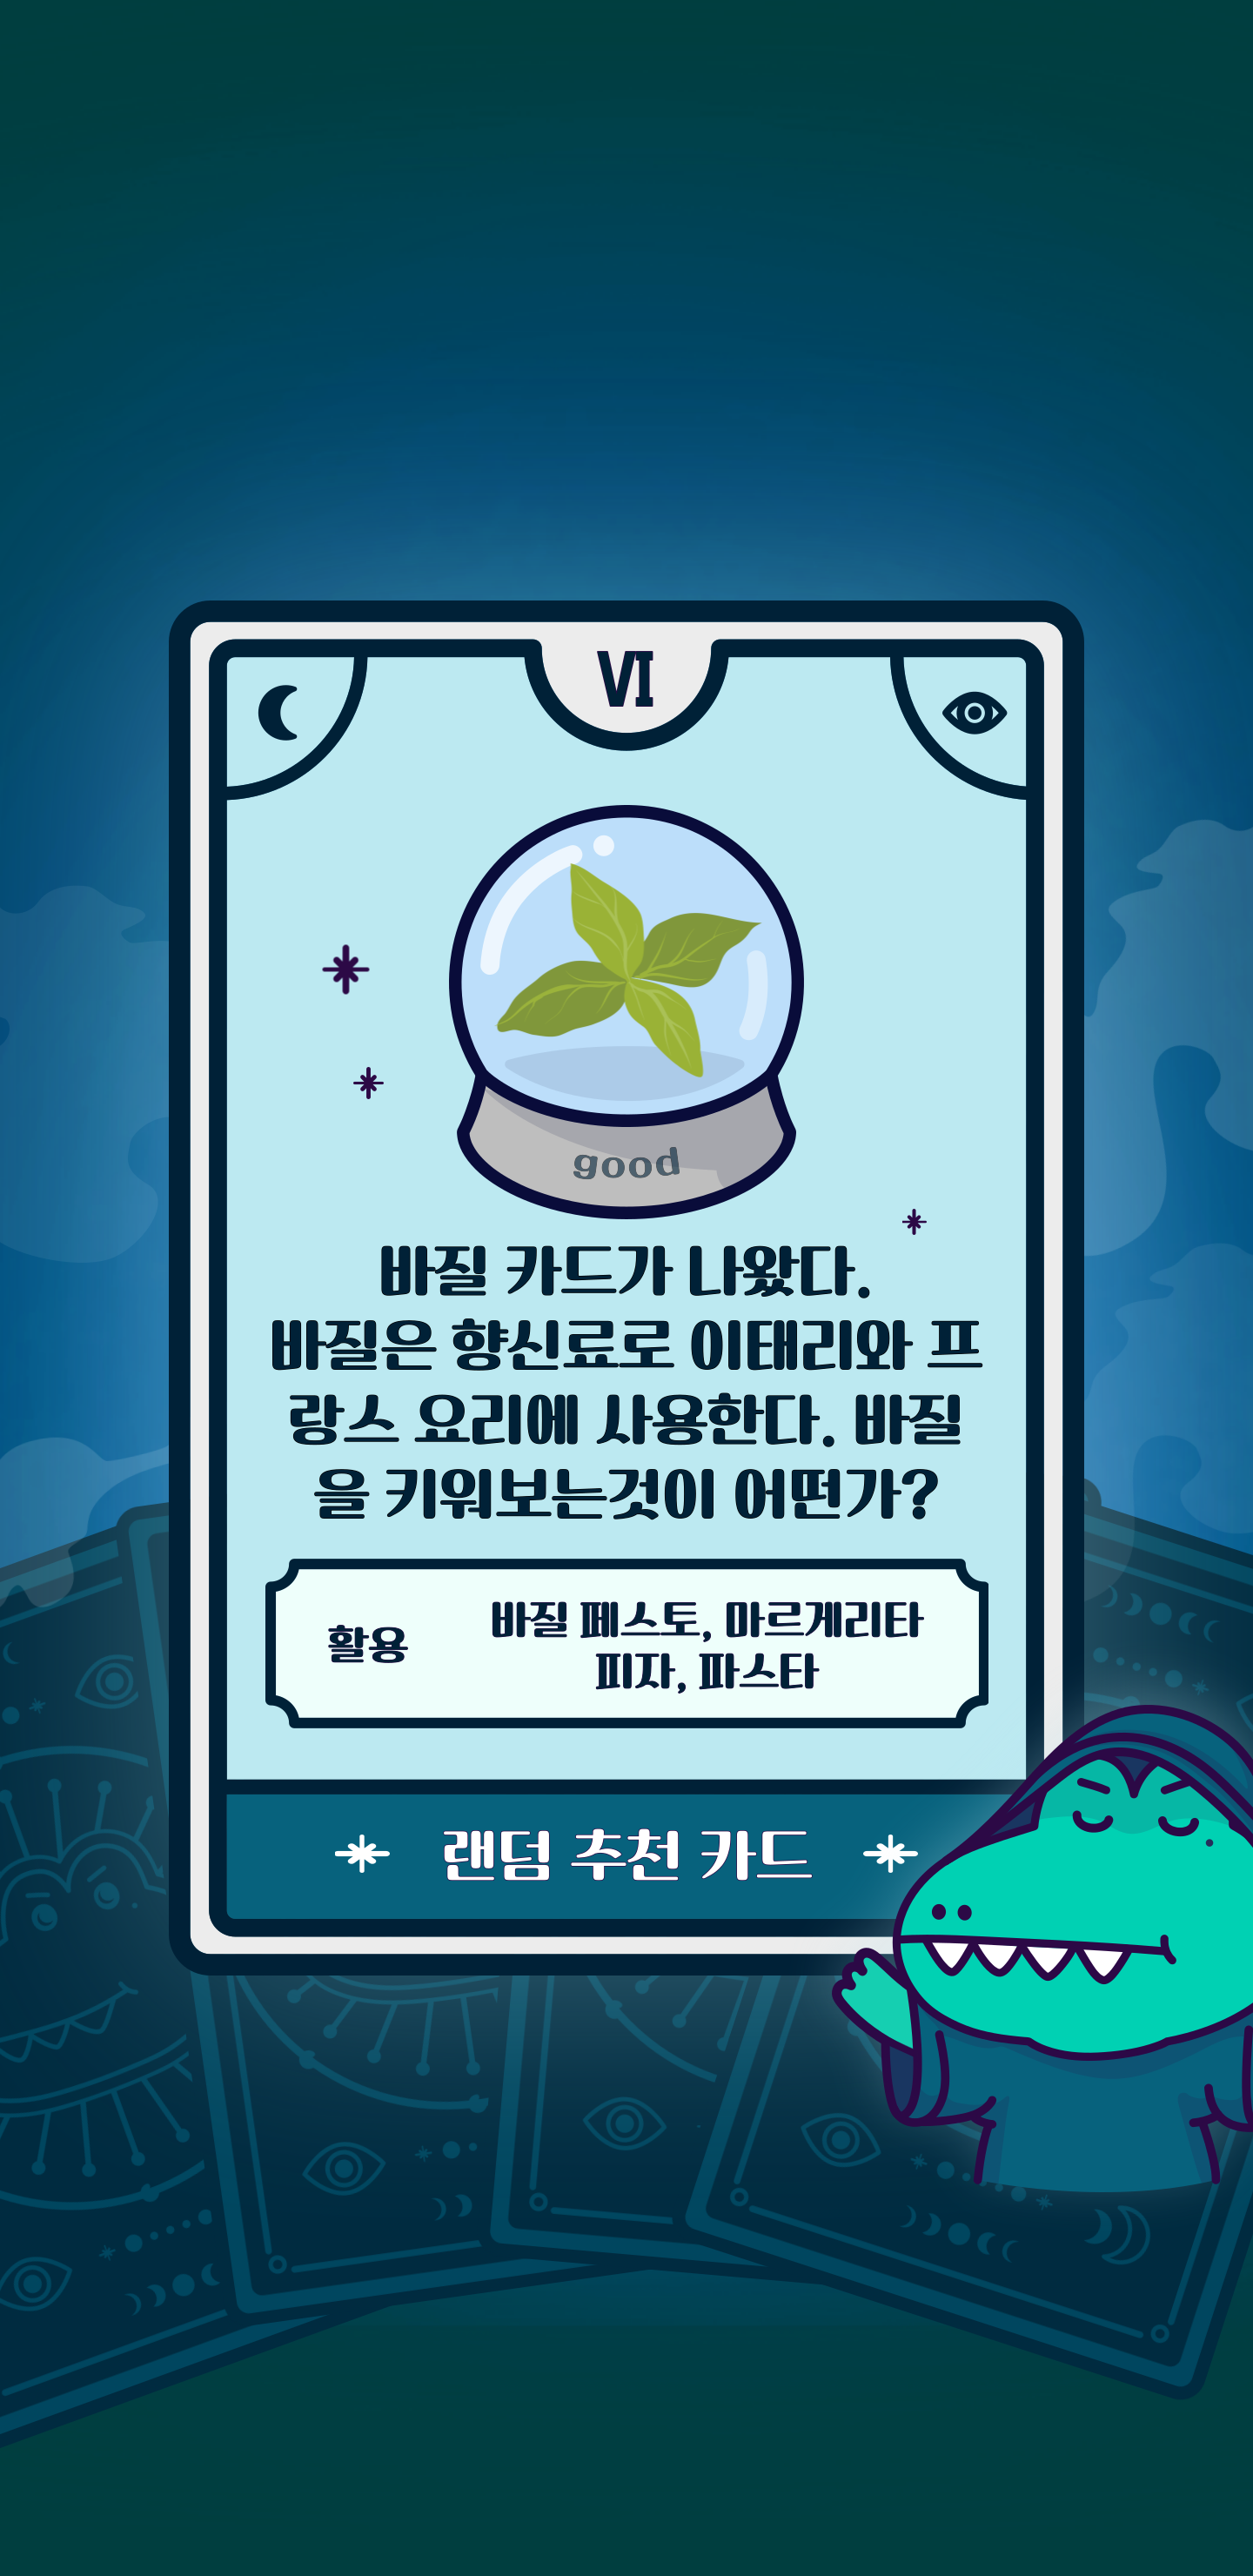 VI
good
바질 카드가 나왔다.
바질은 향신료로 이태리와 프
랑스 요리에 사용한다. 바질
을 키워보는것이 어떤가?
활용
바질 페스토, 마르게리타
피자, 파스타
랜덤 추천 카드